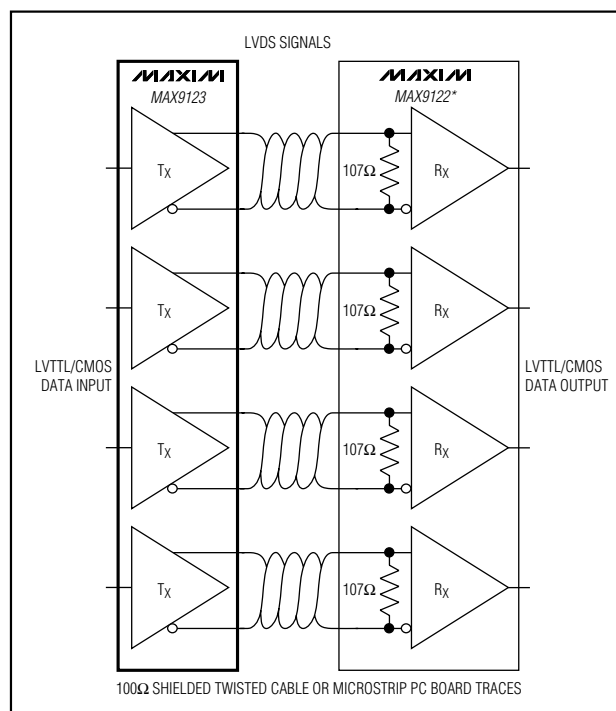 LVDS SIGNALS
MAXIM
MAX9123
MAXIM
MAX9122*
Tx
107Ω
Rx
Tx
107Ω
Rx
LVTTL/CMOS
DATA INPUT
LVTTL/CMOS
DATA OUTPUT
Tx
107Ω
Rx
Tx
107Ω
Rx
100Ω SHIELDED TWISTED CABLE OR MICROSTRIP PC BOARD TRACES